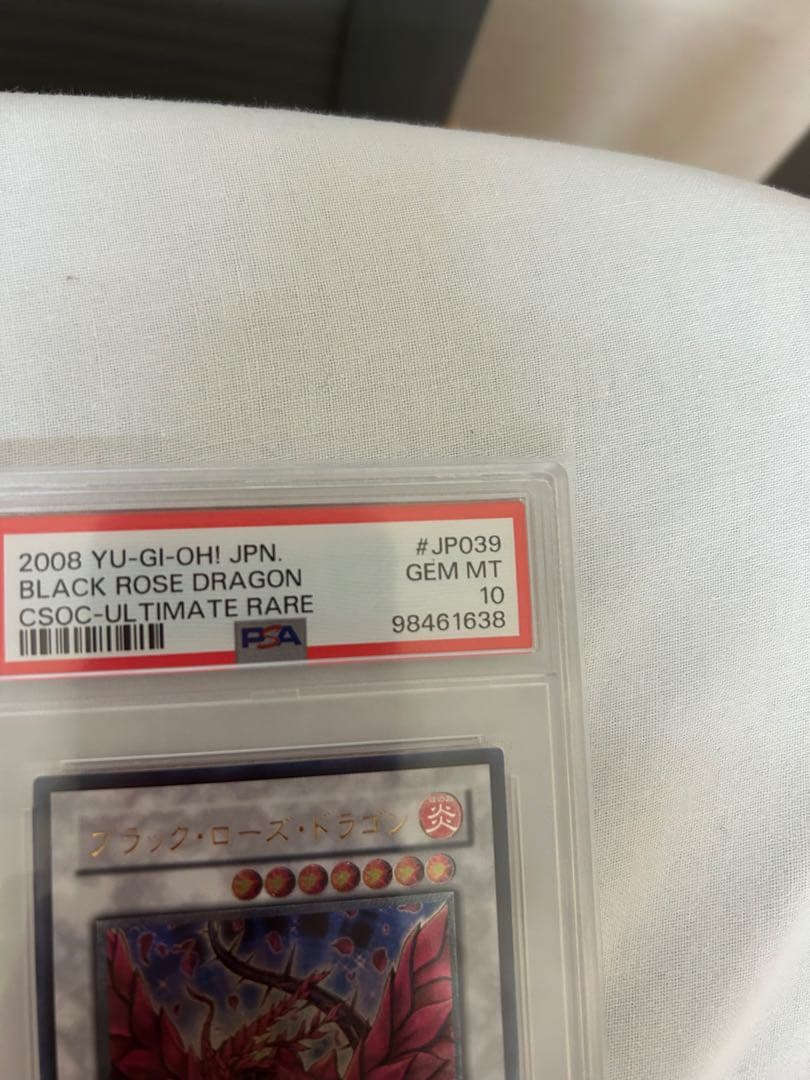 2008 YU-GI-OH! JPN.
#JP039
BLACK ROSE DRAGON
GEM MT
CSOC-ULTIMATE RARE
10
PSA
98461638
ブラック・ローズ・ドラゴン
炎